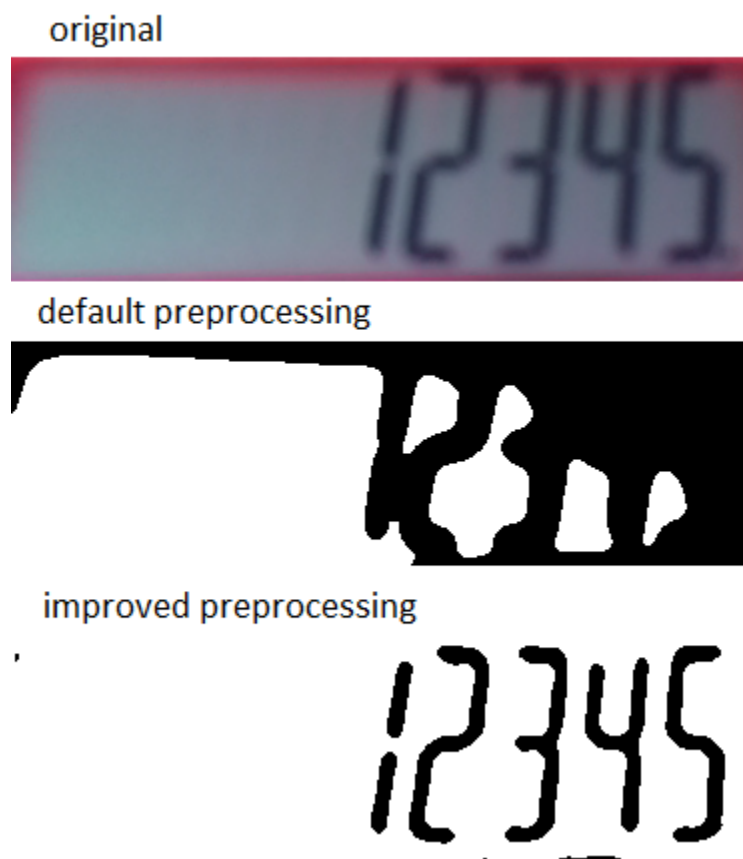 original
12345
default preprocessing
improved preprocessing
12345